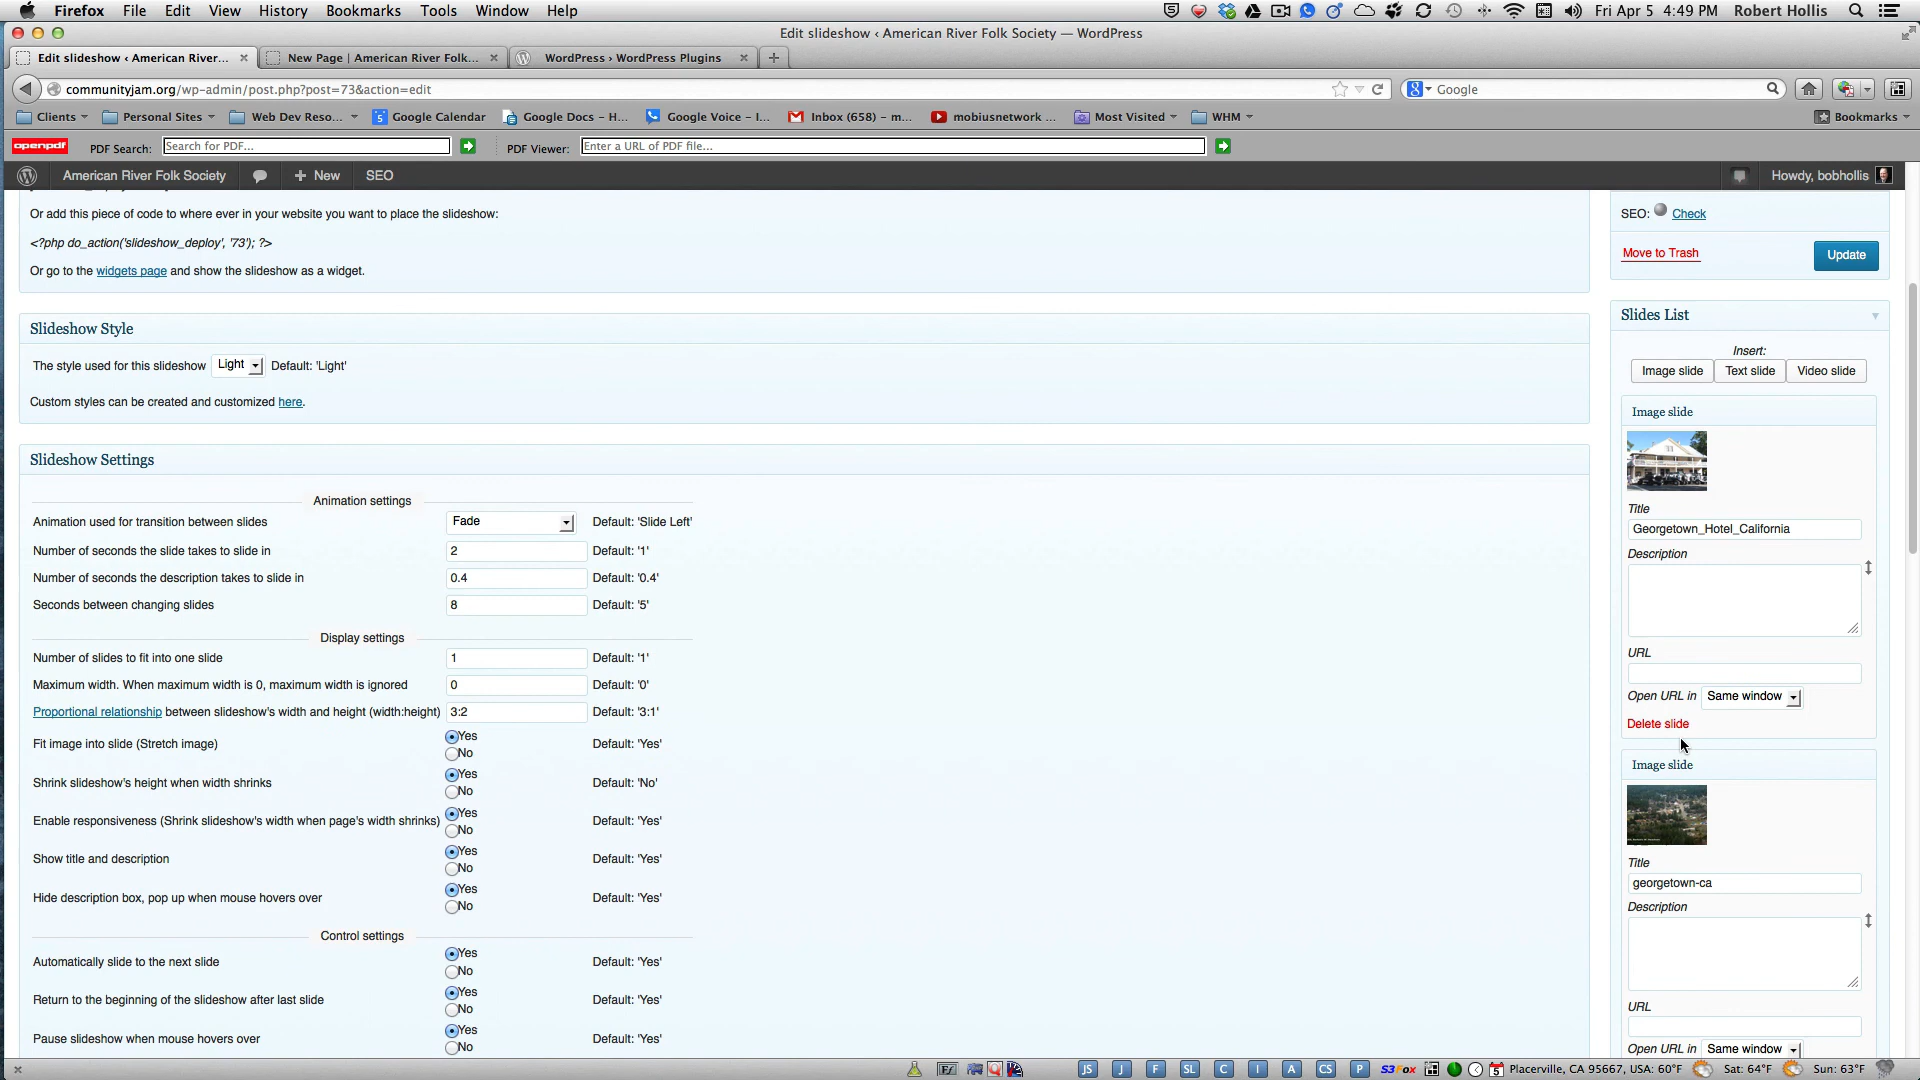 Firefox File Edit View History Bookmarks Tools Window Help Fri Apr 5 4:49 PM Robert Hollis
Edit slideshow ‹ American River Folk Society — WordPress
Edit slideshow ‹ American River... New Page | American River Folk... WordPress › WordPress Plugins
communityjam.org/wp-admin/post.php?post=73&action=edit Google
Clients Personal Sites Web Dev Reso... Google Calendar Google Docs – H... Google Voice – I... Inbox (658) – m... mobiusnetwork ... Most Visited WHM Bookmarks
openpdf PDF Search: Search for PDF... PDF Viewer: Enter a URL of PDF file...
American River Folk Society + New SEO Howdy, bobhollis
Or add this piece of code to where ever in your website you want to place the slideshow:
<?php do_action('slideshow_deploy', '73'); ?>
Or go to the widgets page and show the slideshow as a widget.
Slideshow Style
The style used for this slideshow Light Default: 'Light'
Custom styles can be created and customized here.
Slideshow Settings
Animation settings
Animation used for transition between slides Fade Default: 'Slide Left'
Number of seconds the slide takes to slide in 2 Default: '1'
Number of seconds the description takes to slide in 0.4 Default: '0.4'
Seconds between changing slides 8 Default: '5'
Display settings
Number of slides to fit into one slide 1 Default: '1'
Maximum width. When maximum width is 0, maximum width is ignored 0 Default: '0'
Proportional relationship between slideshow's width and height (width:height) 3:2 Default: '3:1'
Yes
Fit image into slide (Stretch image) Default: 'Yes'
No
Yes
Shrink slideshow's height when width shrinks Default: 'No'
No
Yes
Enable responsiveness (Shrink slideshow's width when page's width shrinks) Default: 'Yes'
No
Yes
Show title and description Default: 'Yes'
No
Yes
Hide description box, pop up when mouse hovers over Default: 'Yes'
No
Control settings
Yes
Automatically slide to the next slide Default: 'Yes'
No
Yes
Return to the beginning of the slideshow after last slide Default: 'Yes'
No
Yes
Pause slideshow when mouse hovers over Default: 'Yes'
No
SEO: Check
Move to Trash Update
Slides List
Insert:
Image slide Text slide Video slide
Image slide
Title
Georgetown_Hotel_California
Description
URL
Open URL in Same window
Delete slide
Image slide
Title
georgetown-ca
Description
URL
Open URL in Same window
JS J F SL C I A CS P S3Fox 5 Placerville, CA 95667, USA: 60°F Sat: 64°F Sun: 63°F